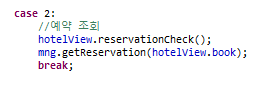 case 2:
//예약 조회
hotelView.reservationCheck();
mng.getReservation(hotelView.book);
break;